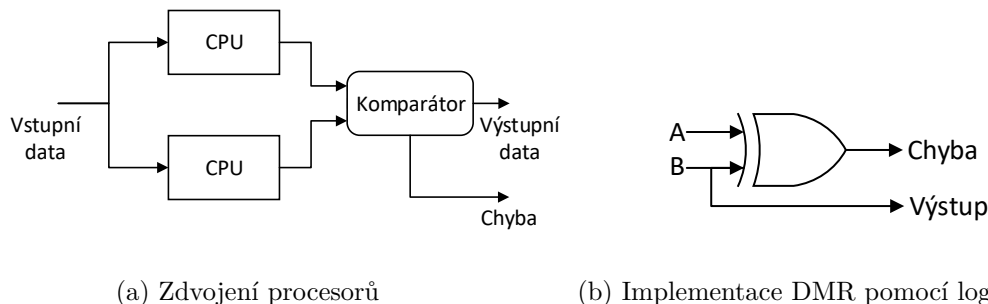 CPU
Komparátor
Vstupní
data
Výstupní
data
CPU
Chyba
A
B
Chyba
Výstup
(a) Zdvojení procesorů
(b) Implementace DMR pomocí log